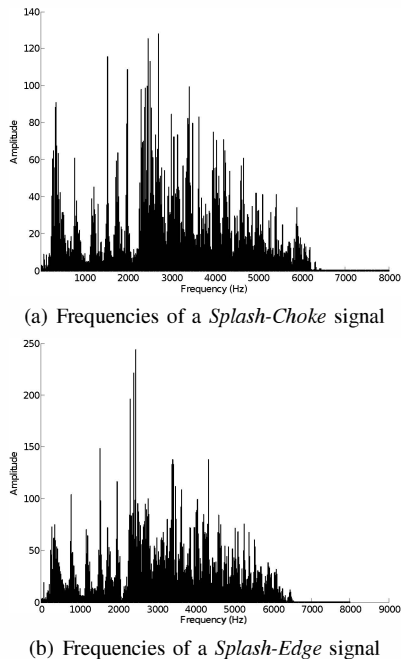 140
120
100
80
60
40
20
0
Amplitude
1000 2000 3000 4000 5000 6000 7000 8000
Frequency (Hz)
(a) Frequencies of a Splash-Choke signal
250
200
150
100
50
0
Amplitude
0 1000 2000 3000 4000 5000 6000 7000 8000 9000
Frequency (Hz)
(b) Frequencies of a Splash-Edge signal